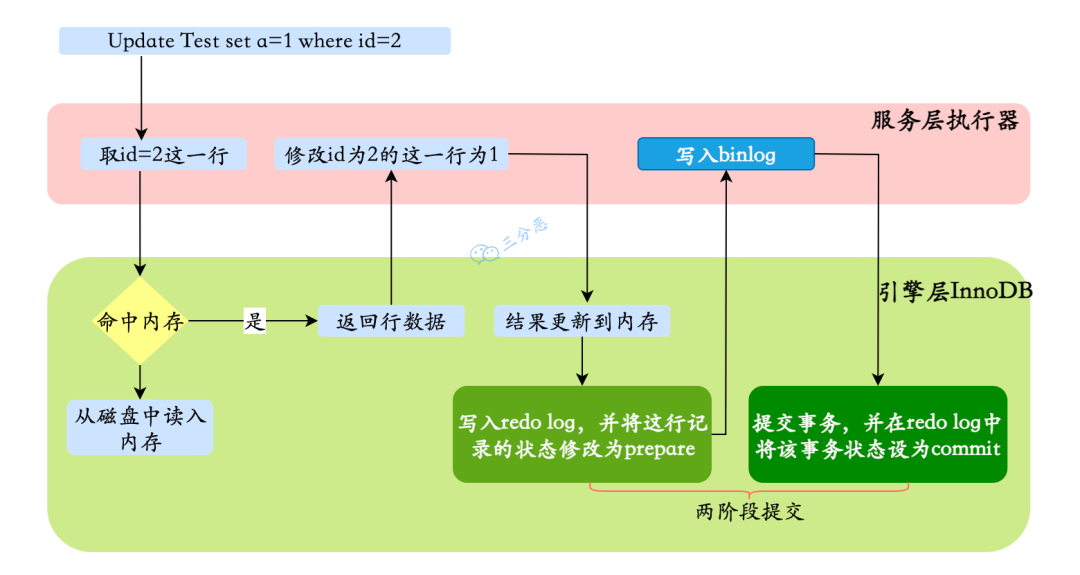 Update Test set a=1 where id=2
服务层执行器
取id=2这一行
修改id为2的这一行为1
写入binlog
三分恶
引擎层InnoDB
命中内存
是
返回行数据
结果更新到内存
从磁盘中读入
内存
写入redo log，并将这行记
录的状态修改为prepare
提交事务，并在redo log中
将该事务状态设为commit
两阶段提交